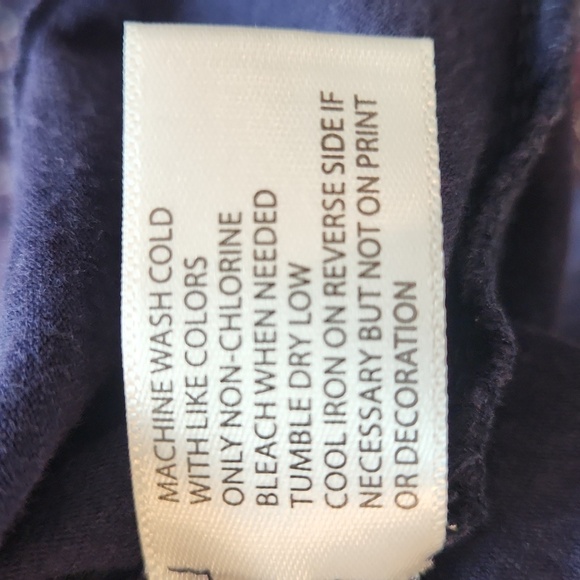 MACHINE WASH COLD
WITH LIKE COLORS
ONLY NON-CHLORINE
BLEACH WHEN NEEDED
TUMBLE DRY LOW
COOL IRON ON REVERSE SIDE IF
NECESSARY BUT NOT ON PRINT
OR DECORATION